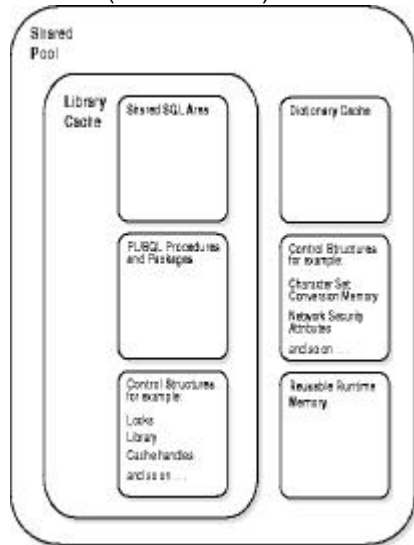 Shared
Pool
Library
Cache
Shared SQL Area
PL/SQL Procedures
and Packages
Control Structures
for example:
Locks
Library
Cache handles
and so on . . .
Dictionary Cache
Control Structures
for example:
Character Set
Conversion Memory
Network Security
Attributes
and so on . . .
Reusable Runtime
Memory